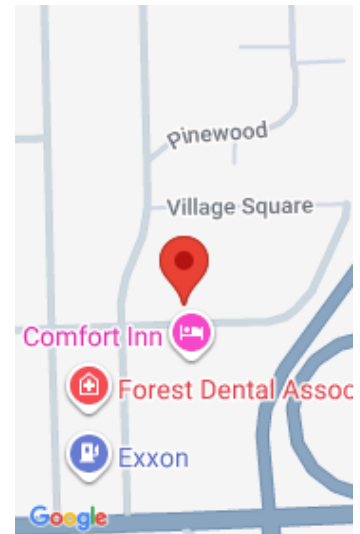 Pinewood
Village Square
Comfort Inn
Forest Dental Assoc
Exxon
Google